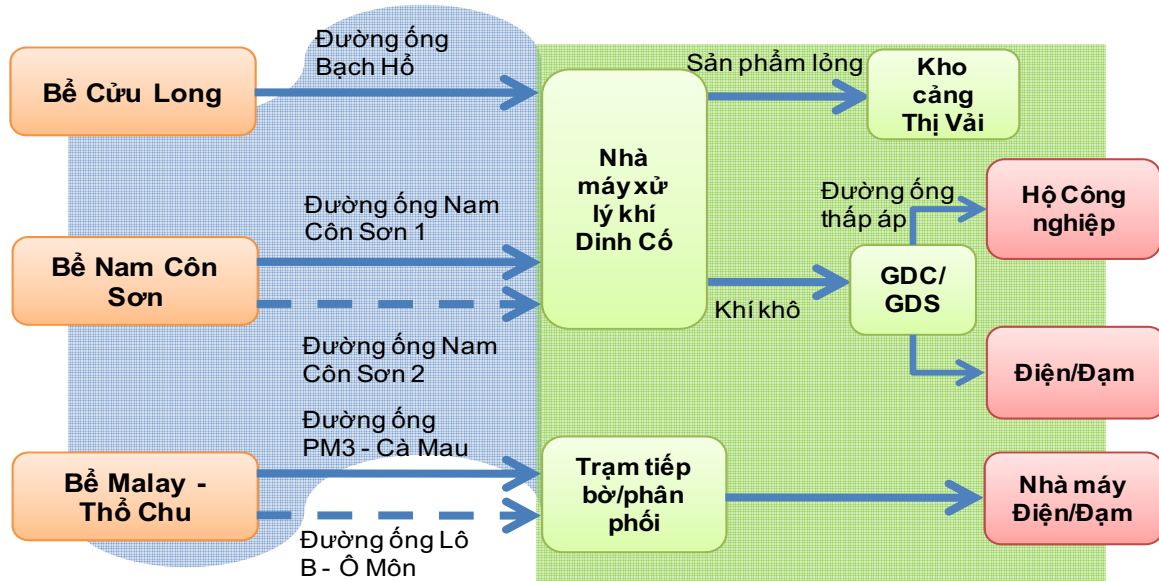 Đường ống
Bạch Hổ
Bể Cửu Long
Sản phẩm lỏng
Kho
cảng
Thị Vải
Nhà
máy xử
lý khí
Dinh Cố
Đường ống
thấp áp
Hộ Công
nghiệp
Đường ống Nam
Côn Sơn 1
Bể Nam Côn
Sơn
GDC/
GDS
Khí khô
Đường ống Nam
Côn Sơn 2
Điện/Đạm
Đường ống
PM3 - Cà Mau
Bể Malay -
Thổ Chu
Trạm tiếp
bờ/phân
phối
Nhà máy
Điện/Đạm
Đường ống Lô
B - Ô Môn